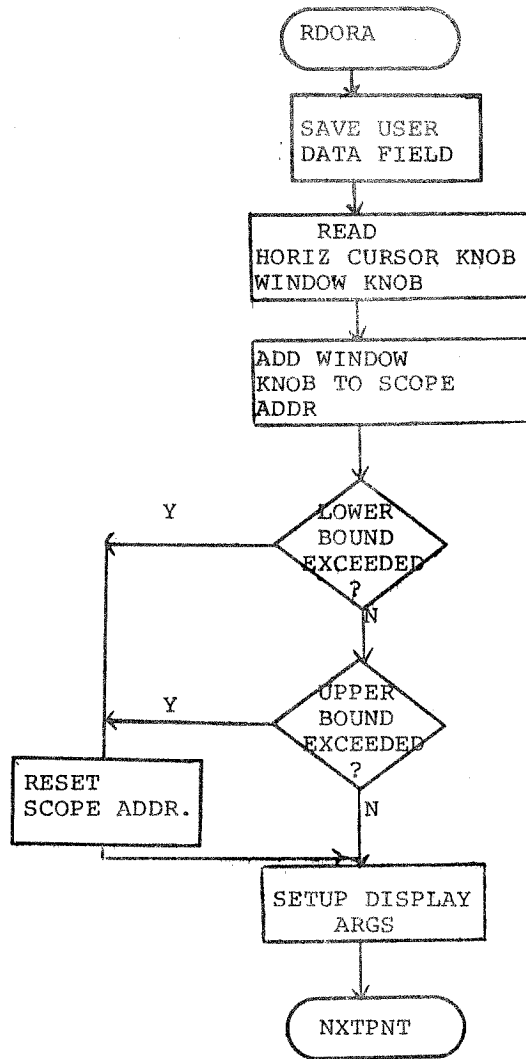 RDORA
SAVE USER
DATA FIELD
READ
HORIZ CURSOR KNOB
WINDOW KNOB
ADD WINDOW
KNOB TO SCOPE
ADDR
Y
LOWER
BOUND
EXCEEDED
?
N
Y
UPPER
BOUND
EXCEEDED
?
N
RESET
SCOPE ADDR.
SETUP DISPLAY
ARGS
NXTPNT